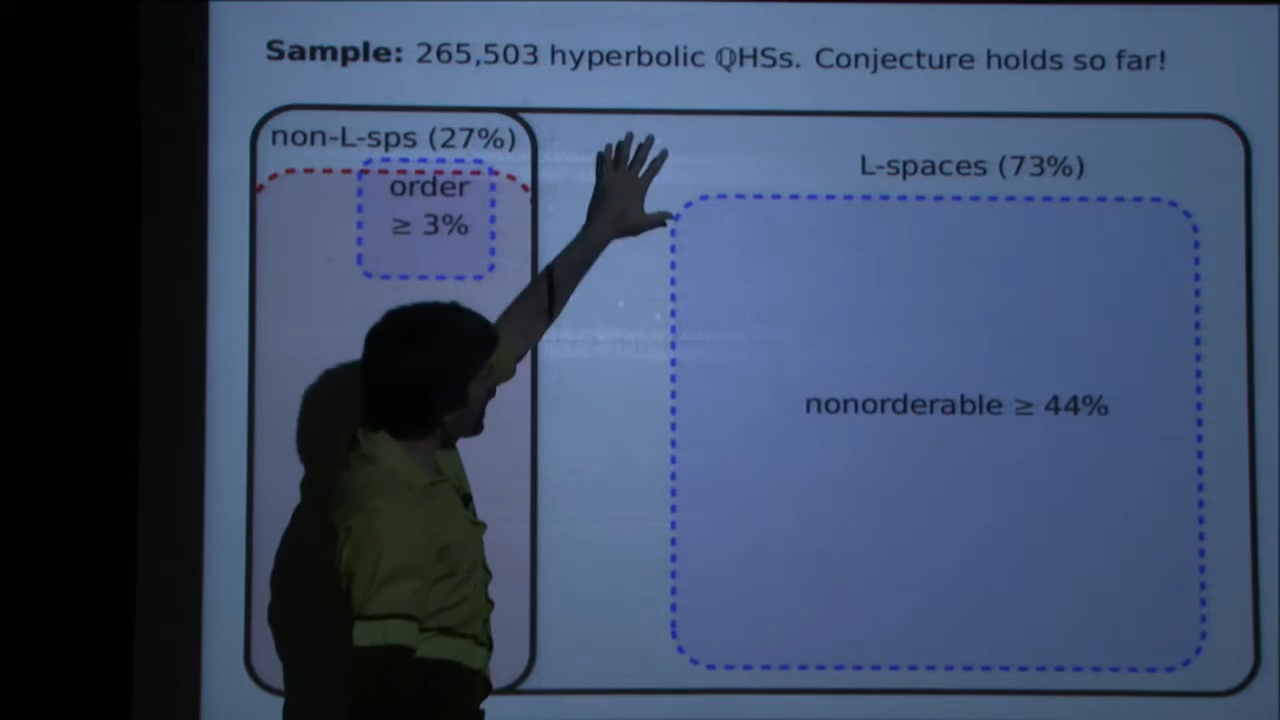 Sample: 265,503 hyperbolic ℚHSs. Conjecture holds so far!
non-L-sps (27%)
order
≥ 3%
L-spaces (73%)
nonorderable ≥ 44%